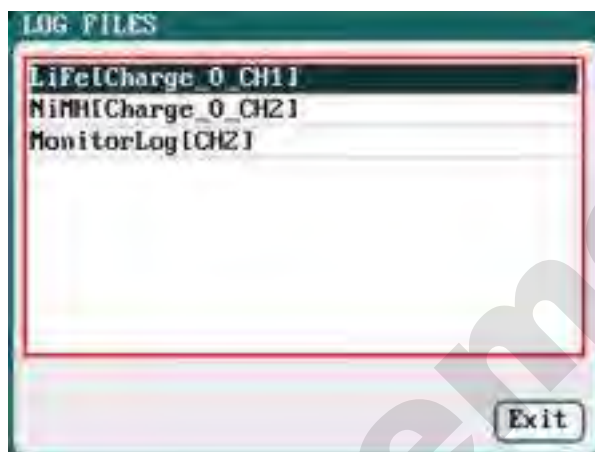 LOG FILES
LiFe[Charge_0_CH1]
NiMH[Charge_0_CH2]
MonitorLog[CH2]
Exit